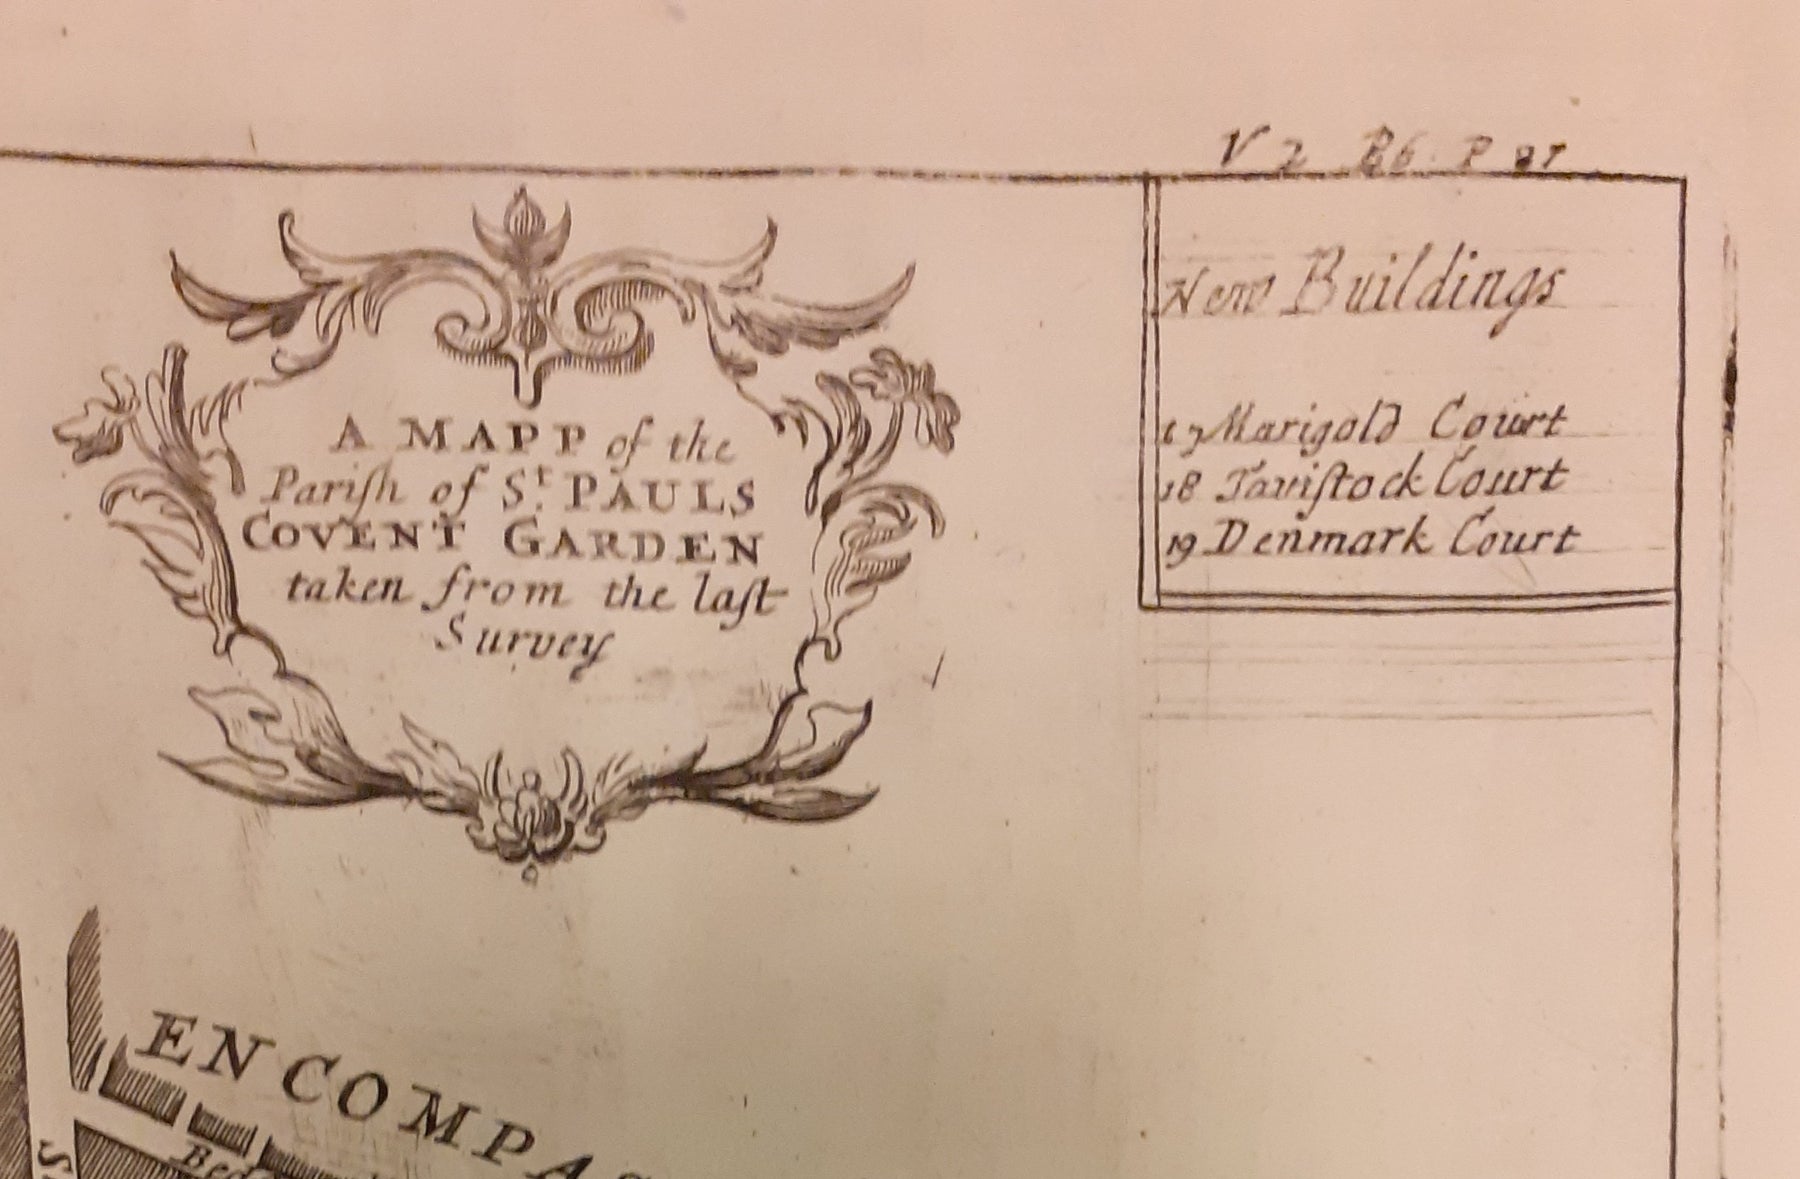 V 2 B6 P 87
A MAPP of the
Pariſh of St. PAULS
COVENT GARDEN
taken from the laſt
Survey
New Buildings
17 Marigold Court
18 Taviſtock Court
19 Denmark Court
ENCOMPAS
Bed